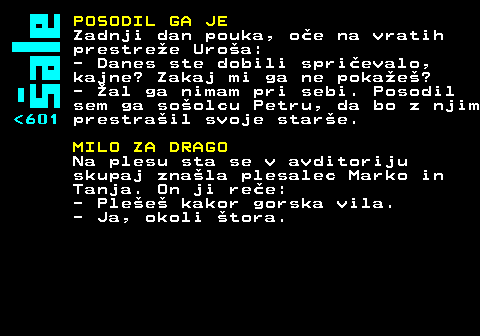 šale
<601
POSODIL GA JE
Zadnji dan pouka, oče na vratih
prestreže Uroša:
- Danes ste dobili spričevalo,
kajne? Zakaj mi ga ne pokažeš?
- Žal ga nimam pri sebi. Posodil
sem ga sošolcu Petru, da bo z njim
prestrašil svoje starše.
MILO ZA DRAGO
Na plesu sta se v avditoriju
skupaj znašla plesalec Marko in
Tanja. On ji reče:
- Plešeš kakor gorska vila.
- Ja, okoli štora.